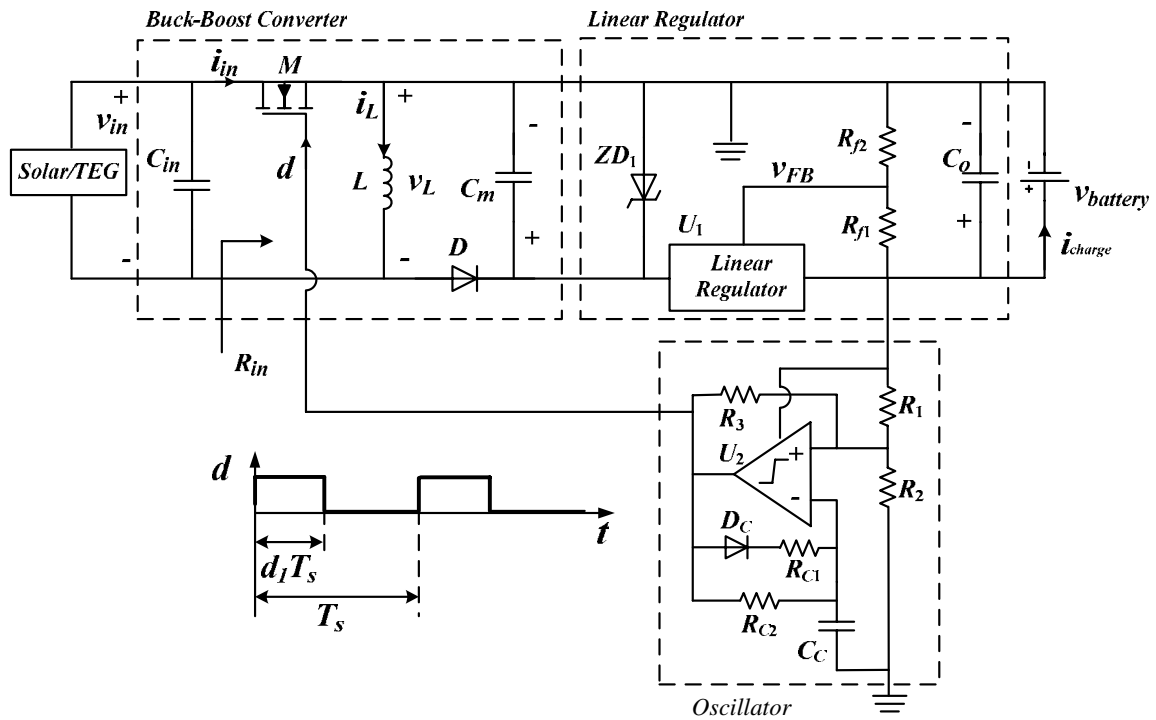 Buck-Boost Converter
Linear Regulator
i_in
M
+
v_in
-
Solar/TEG
C_in
d
i_L
+
L
v_L
-
-
C_m
+
D
R_in
ZD_1
v_FB
U_1
Linear
Regulator
R_f2
R_f1
-
C_o
+
-
+
v_battery
i_charge
R_3
R_1
U_2
+
-
R_2
D_C
R_C1
R_C2
C_C
Oscillator
d
t
d_1T_s
T_s